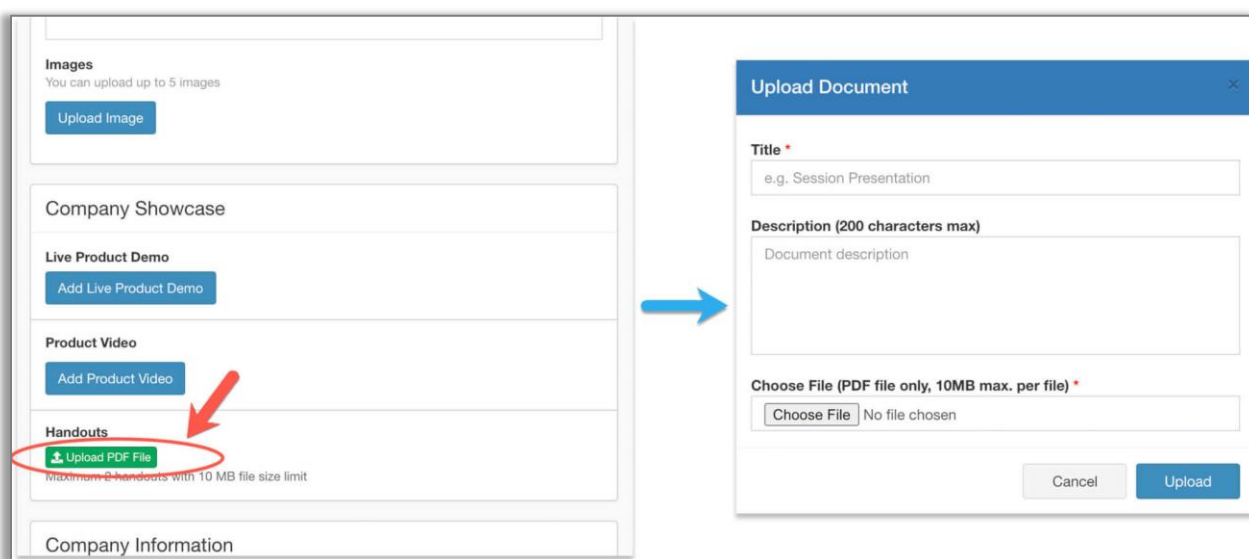 Images
You can upload up to 5 images
Upload Image
Company Showcase
Live Product Demo
Add Live Product Demo
Product Video
Add Product Video
Handouts
Upload PDF File
Maximum 2 handouts with 10 MB file size limit
Company Information
Upload Document
×
Title *
e.g. Session Presentation
Description (200 characters max)
Document description
Choose File (PDF file only, 10MB max. per file) *
Choose File No file chosen
Cancel Upload